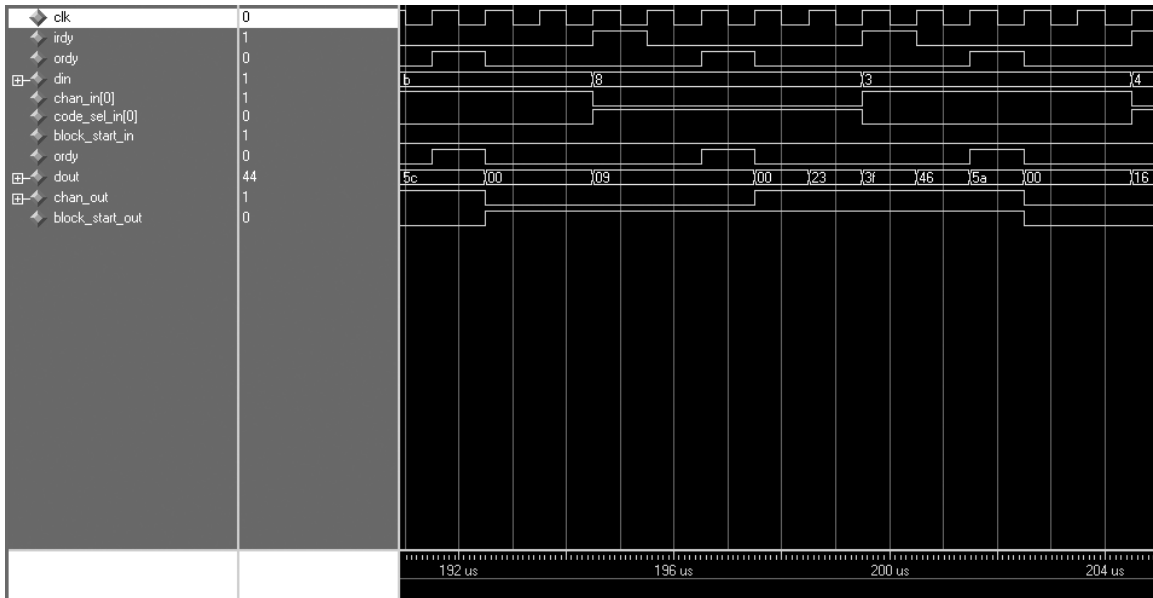 clk 0
irdy 1
ordy 0
din 1 b 8 3 4
chan_in[0] 1
code_sel_in[0] 0
block_start_in 1
ordy 0
dout 44 5c 00 09 00 23 3f 46 5a 00 16
chan_out 1
block_start_out 0
192 us 196 us 200 us 204 us